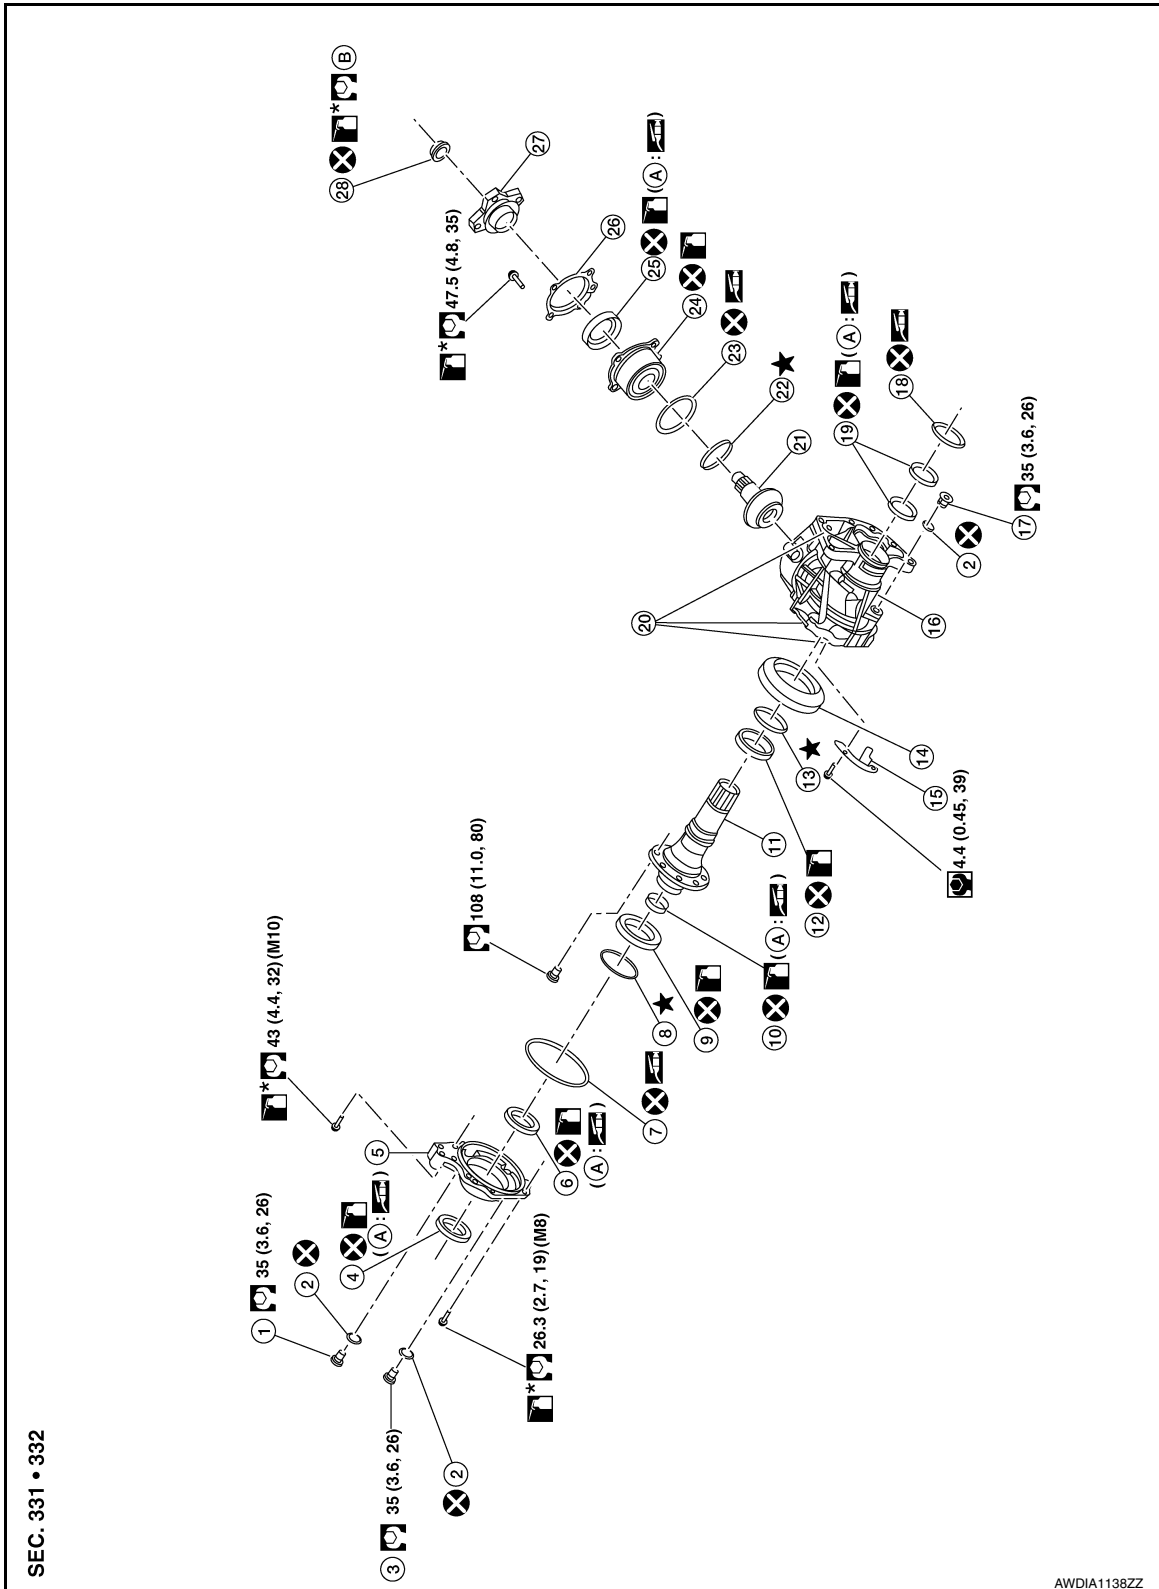 SEC. 331 • 332
1 35 (3.6, 26)
2
3 35 (3.6, 26)
2
4
(A: )
5
* 43 (4.4, 32) (M10)
* 26.3 (2.7, 19) (M8)
6
(A: )
7
8 ★
9
10 (A: )
108 (11.0, 80)
11
12
13 ★
14
15
4.4 (0.45, 39)
16
17 35 (3.6, 26)
2
18
19 (A: )
20
21
22 ★
23
24
25 (A: )
26
* 47.5 (4.8, 35)
27
28 * B
AWDIA1138ZZ